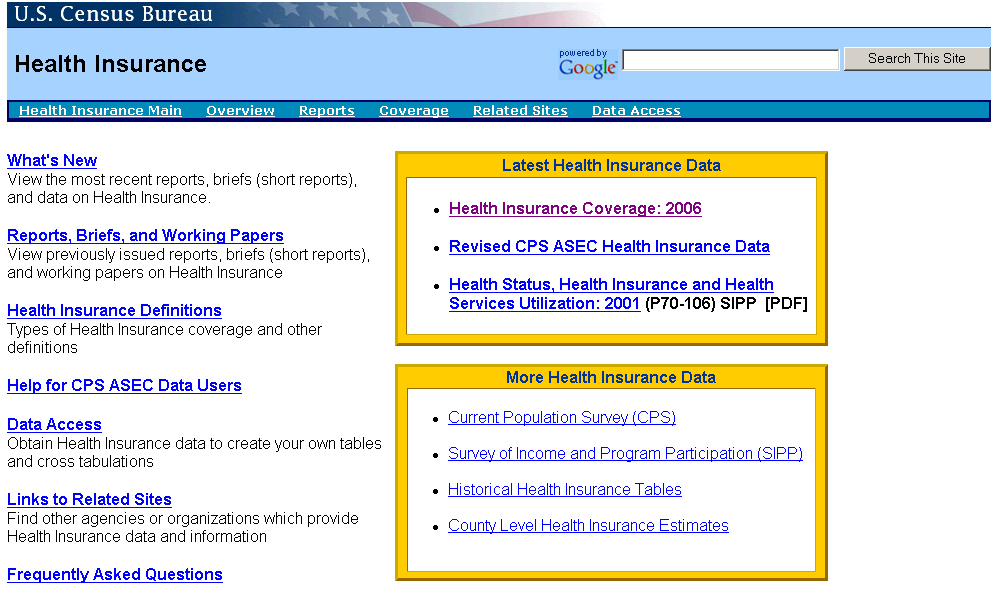 U.S. Census Bureau
Health Insurance
powered by
Google
Search This Site
Health Insurance Main Overview Reports Coverage Related Sites Data Access
What's New
View the most recent reports, briefs (short reports),
and data on Health Insurance.
Reports, Briefs, and Working Papers
View previously issued reports, briefs (short reports),
and working papers on Health Insurance
Health Insurance Definitions
Types of Health Insurance coverage and other
definitions
Help for CPS ASEC Data Users
Data Access
Obtain Health Insurance data to create your own tables
and cross tabulations
Links to Related Sites
Find other agencies or organizations which provide
Health Insurance data and information
Frequently Asked Questions
Latest Health Insurance Data
Health Insurance Coverage: 2006
Revised CPS ASEC Health Insurance Data
Health Status, Health Insurance and Health
Services Utilization: 2001 (P70-106) SIPP [PDF]
More Health Insurance Data
Current Population Survey (CPS)
Survey of Income and Program Participation (SIPP)
Historical Health Insurance Tables
County Level Health Insurance Estimates